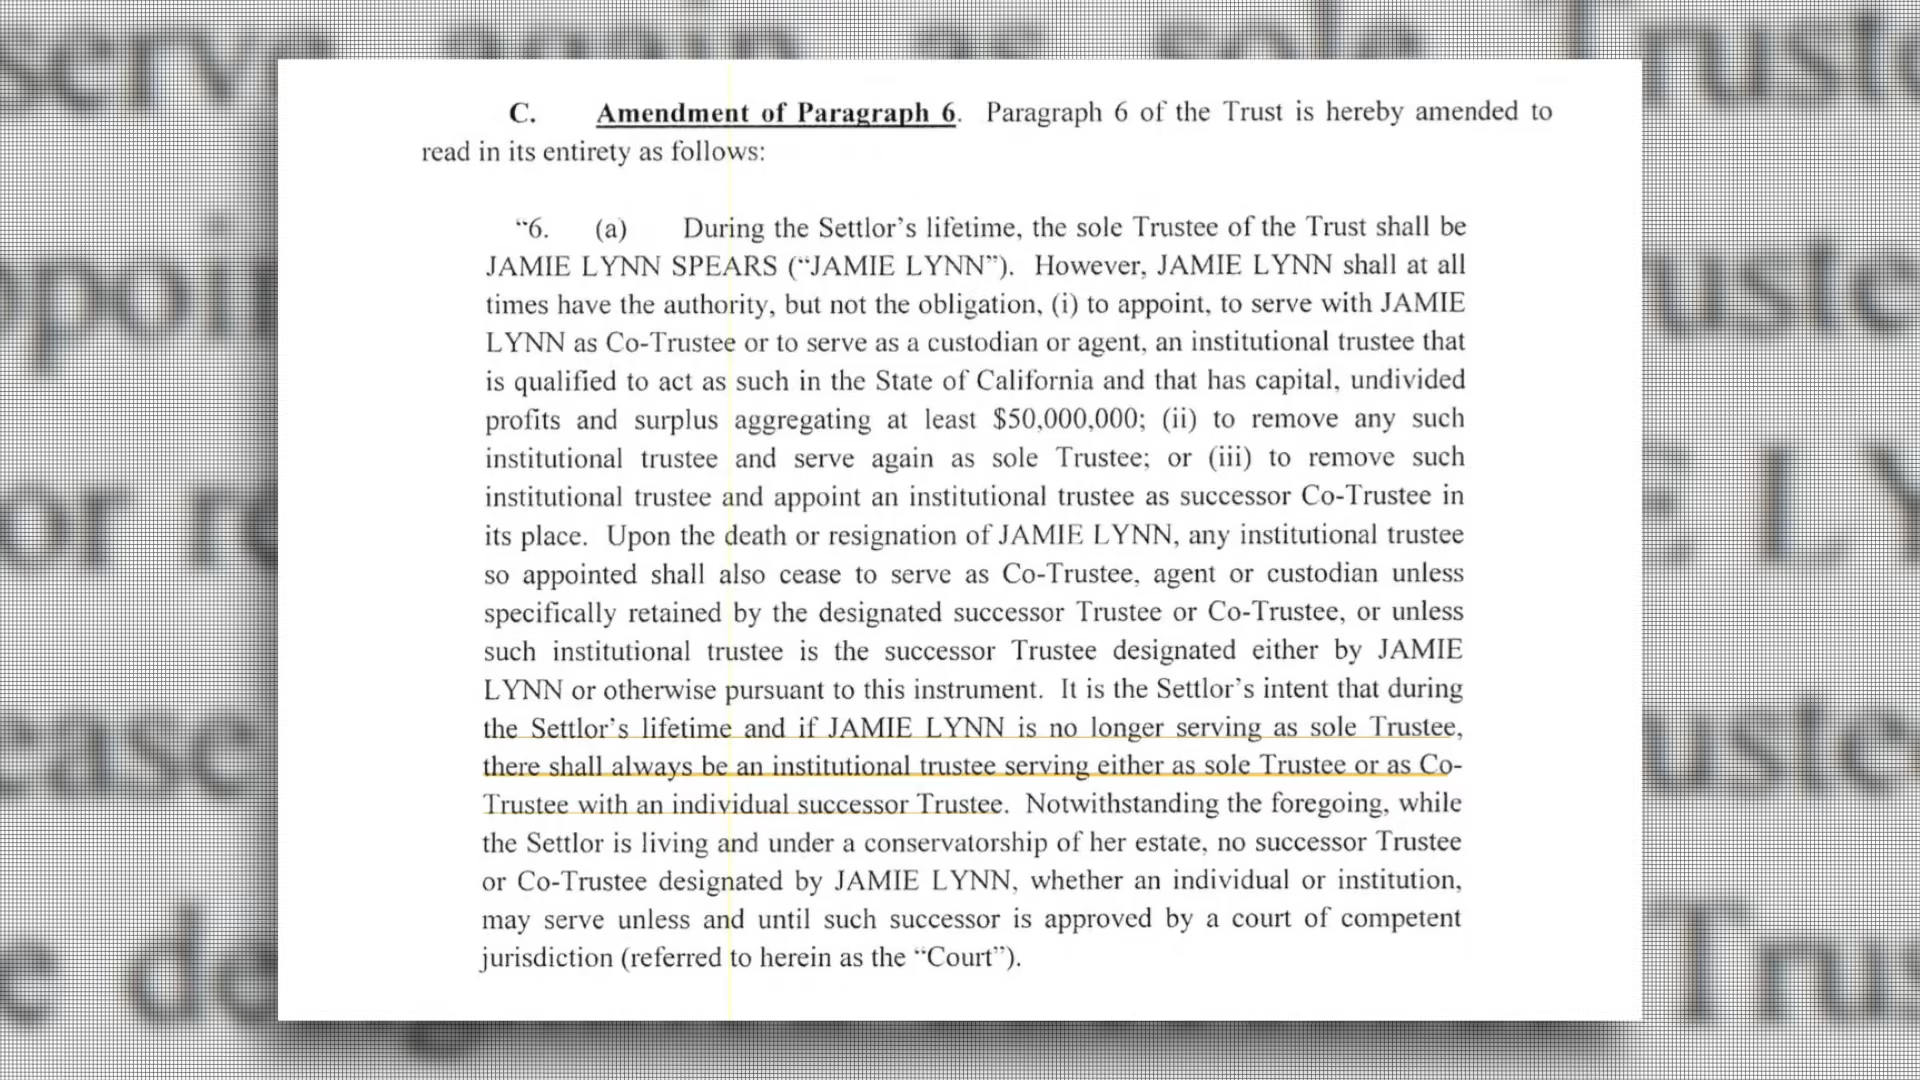 C. Amendment of Paragraph 6. Paragraph 6 of the Trust is hereby amended to
read in its entirety as follows:
“6. (a) During the Settlor’s lifetime, the sole Trustee of the Trust shall be
JAMIE LYNN SPEARS (“JAMIE LYNN”). However, JAMIE LYNN shall at all
times have the authority, but not the obligation, (i) to appoint, to serve with JAMIE
LYNN as Co-Trustee or to serve as a custodian or agent, an institutional trustee that
is qualified to act as such in the State of California and that has capital, undivided
profits and surplus aggregating at least $50,000,000; (ii) to remove any such
institutional trustee and serve again as sole Trustee; or (iii) to remove such
institutional trustee and appoint an institutional trustee as successor Co-Trustee in
its place. Upon the death or resignation of JAMIE LYNN, any institutional trustee
so appointed shall also cease to serve as Co-Trustee, agent or custodian unless
specifically retained by the designated successor Trustee or Co-Trustee, or unless
such institutional trustee is the successor Trustee designated either by JAMIE
LYNN or otherwise pursuant to this instrument. It is the Settlor’s intent that during
the Settlor’s lifetime and if JAMIE LYNN is no longer serving as sole Trustee,
there shall always be an institutional trustee serving either as sole Trustee or as Co-
Trustee with an individual successor Trustee. Notwithstanding the foregoing, while
the Settlor is living and under a conservatorship of her estate, no successor Trustee
or Co-Trustee designated by JAMIE LYNN, whether an individual or institution,
may serve unless and until such successor is approved by a court of competent
jurisdiction (referred to herein as the “Court”).